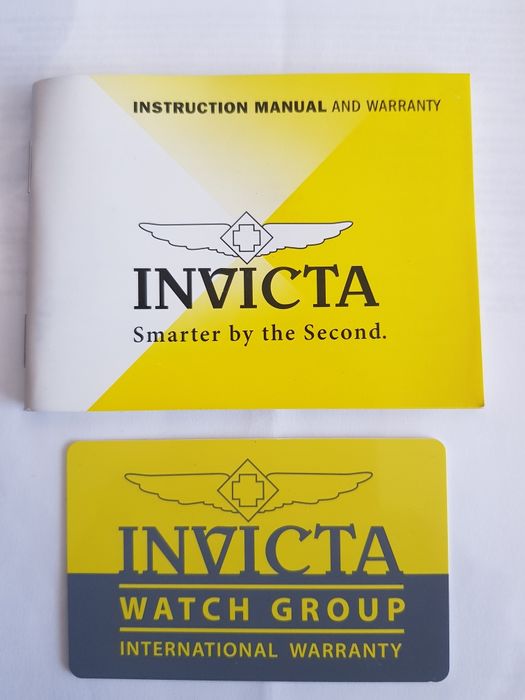 INSTRUCTION MANUAL AND WARRANTY
INVICTA
Smarter by the Second.
INVICTA
WATCH GROUP
INTERNATIONAL WARRANTY